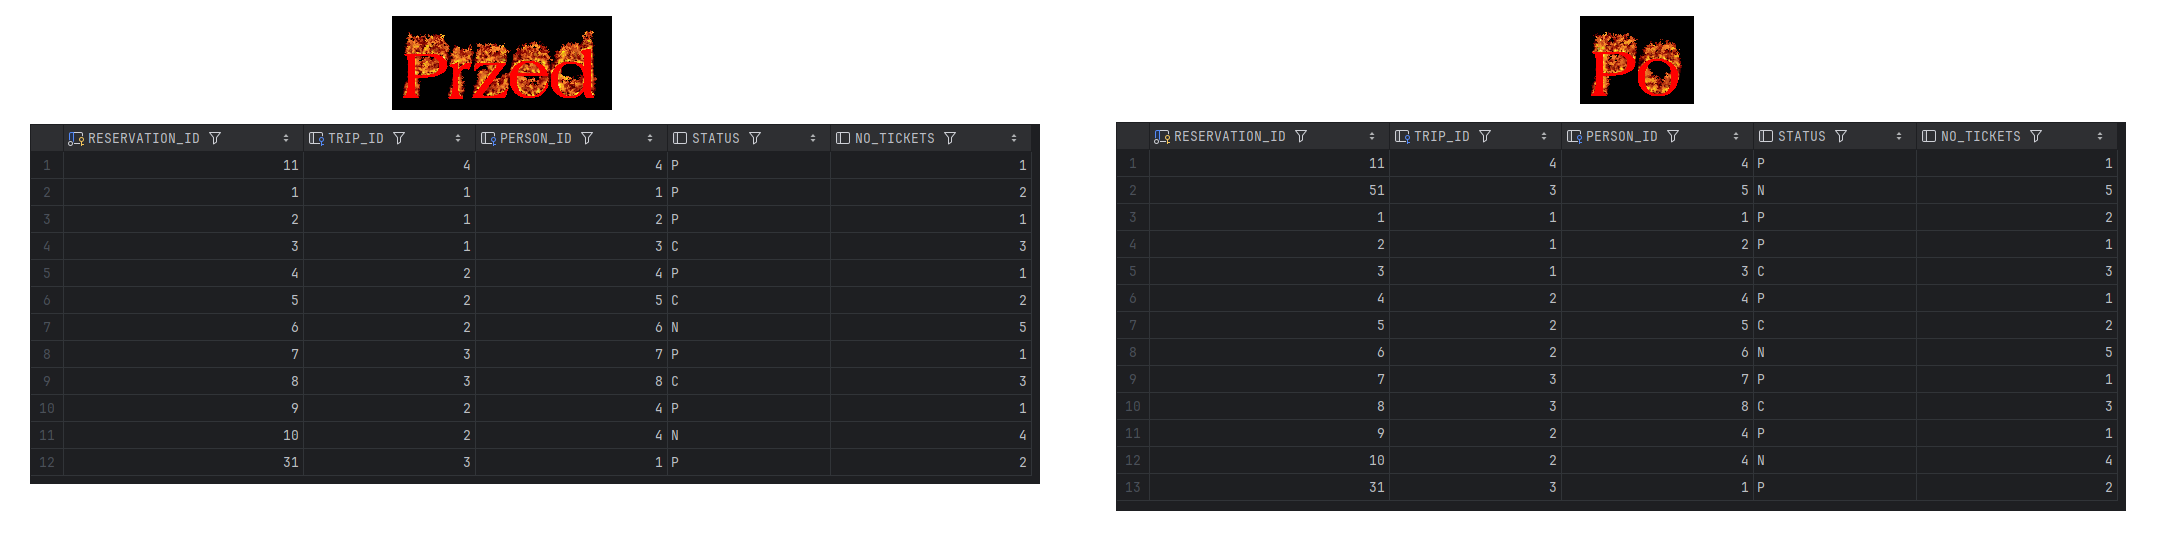 Przed
RESERVATION_ID TRIP_ID PERSON_ID STATUS NO_TICKETS
1 11 4 4 P 1
2 1 1 1 P 2
3 2 1 2 P 1
4 3 1 3 C 3
5 4 2 4 P 1
6 5 2 5 C 2
7 6 2 6 N 5
8 7 3 7 P 1
9 8 3 8 C 3
10 9 2 4 P 1
11 10 2 4 N 4
12 31 3 1 P 2
Po
RESERVATION_ID TRIP_ID PERSON_ID STATUS NO_TICKETS
1 11 4 4 P 1
2 51 3 5 N 5
3 1 1 1 P 2
4 2 1 2 P 1
5 3 1 3 C 3
6 4 2 4 P 1
7 5 2 5 C 2
8 6 2 6 N 5
9 7 3 7 P 1
10 8 3 8 C 3
11 9 2 4 P 1
12 10 2 4 N 4
13 31 3 1 P 2